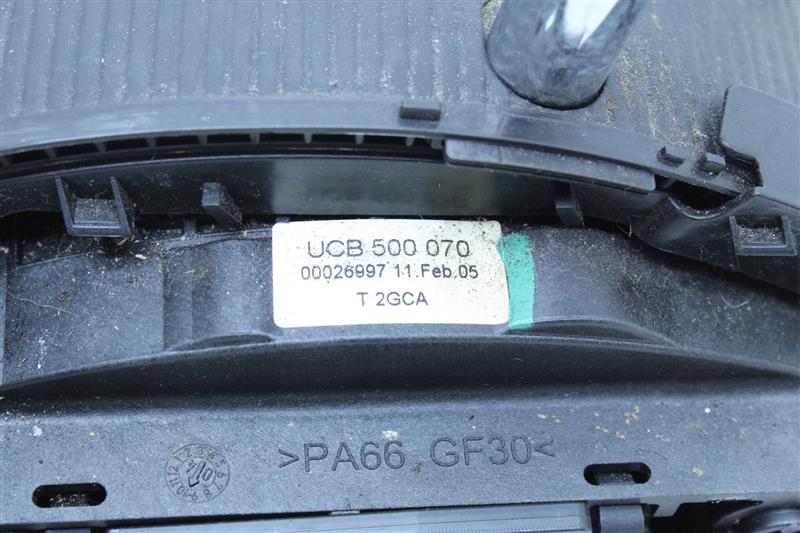 UCB 500 070
00026997 11.Feb.05
T 2GCA
>PA66 GF30<